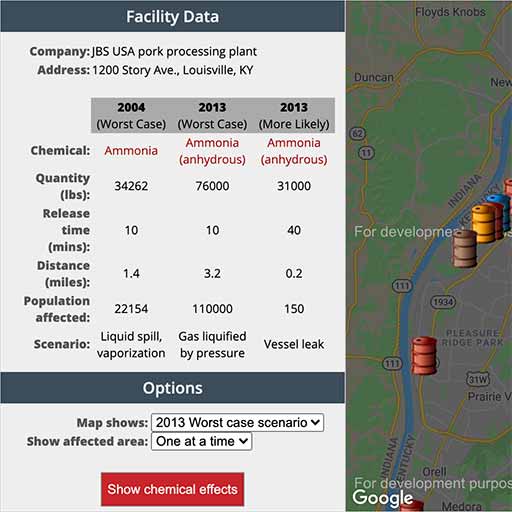 Facility Data
Company: JBS USA pork processing plant
Address: 1200 Story Ave., Louisville, KY
2004 2013 2013
(Worst Case) (Worst Case) (More Likely)
Chemical: Ammonia Ammonia (anhydrous) Ammonia (anhydrous)
Quantity (lbs): 34262 76000 31000
Release time (mins): 10 10 40
Distance (miles): 1.4 3.2 0.2
Population affected: 22154 110000 150
Scenario: Liquid spill, vaporization Gas liquified by pressure Vessel leak
Options
Map shows: 2013 Worst case scenario
Show affected area: One at a time
Show chemical effects
Floyds Knobs
Duncan
New
62
11
INDIANA
For developmen
111
1934
PLEASURE
RIDGE PARK
111
31W
Prairie V
INDIANA
KENTUCKY
Orell
For development purpos
Google
Medora